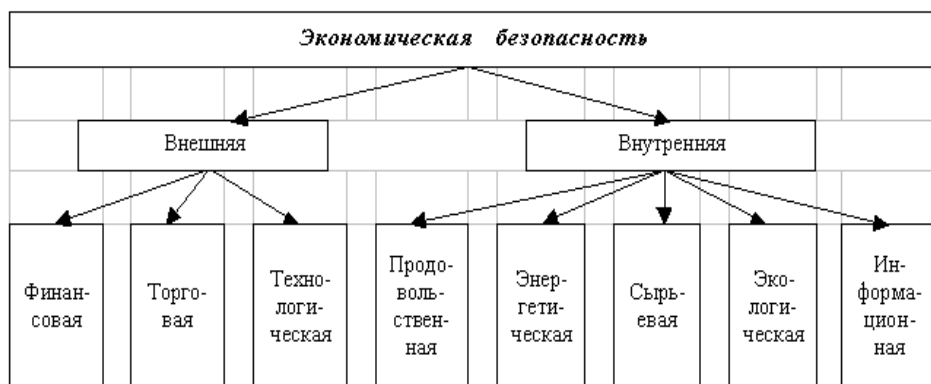 Экономическая безопасность
Внешняя
Внутренняя
Финан-
совая
Торго-
вая
Техно-
логи-
ческая
Продо-
воль-
ствен-
ная
Энер-
гети-
ческая
Сырь-
евая
Эко-
логи-
ческая
Ин-
форма-
цион-
ная